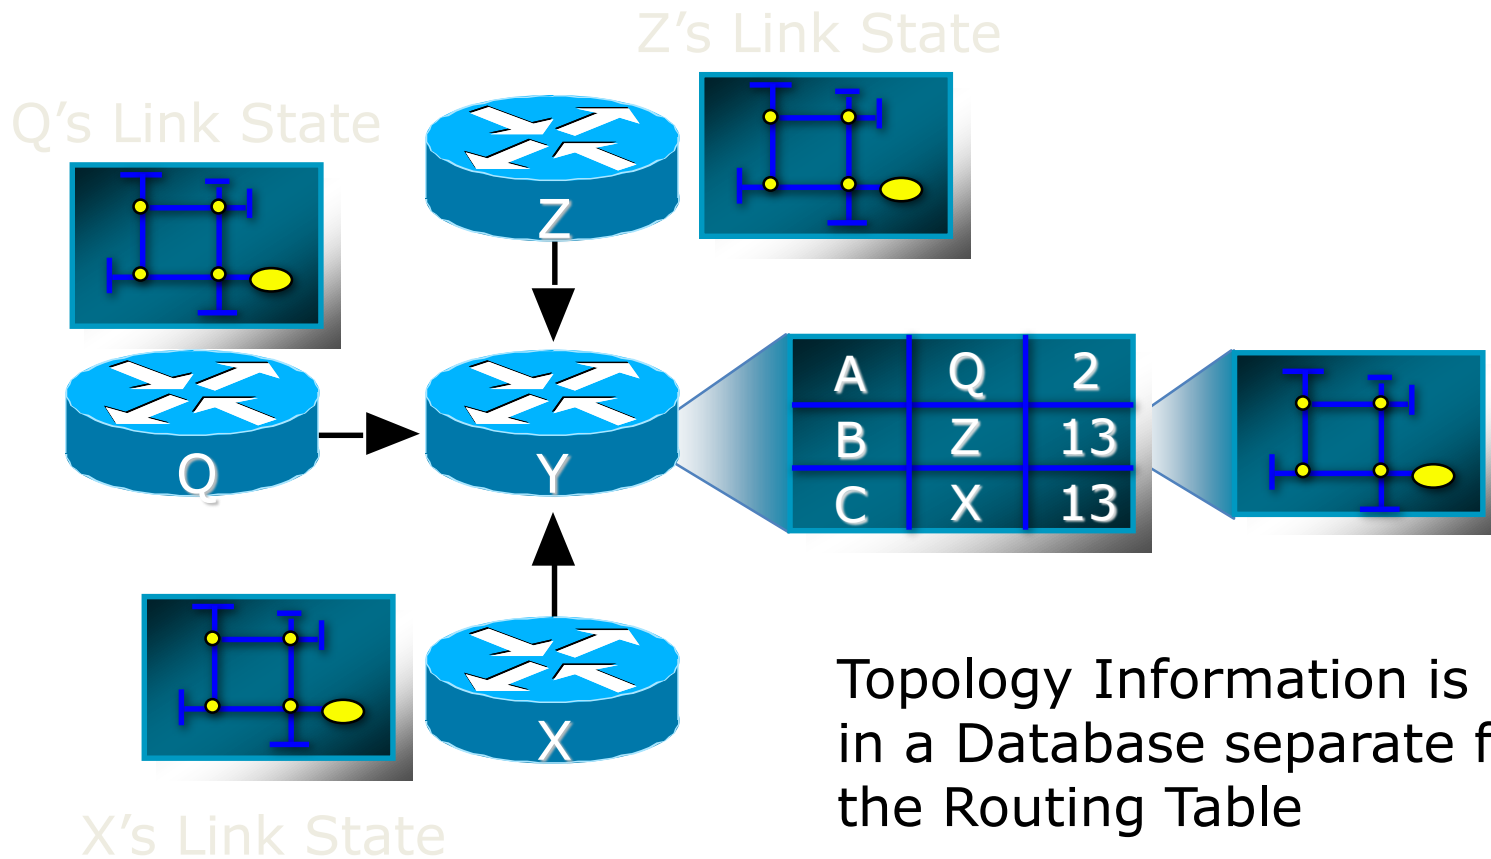 Z’s Link State
Q’s Link State
Z
Q
Y
A Q 2
B Z 13
C X 13
X
Topology Information is
in a Database separate f
the Routing Table
X’s Link State